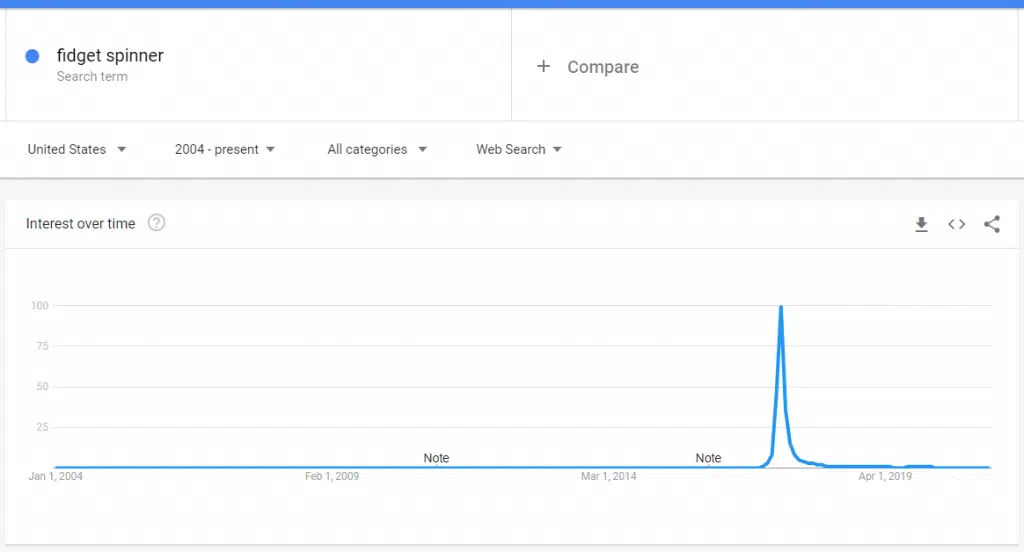 fidget spinner
Search term
+ Compare
United States
2004 - present
All categories
Web Search
Interest over time ?
100
75
50
25
Note
Note
Jan 1, 2004
Feb 1, 2009
Mar 1, 2014
Apr 1, 2019